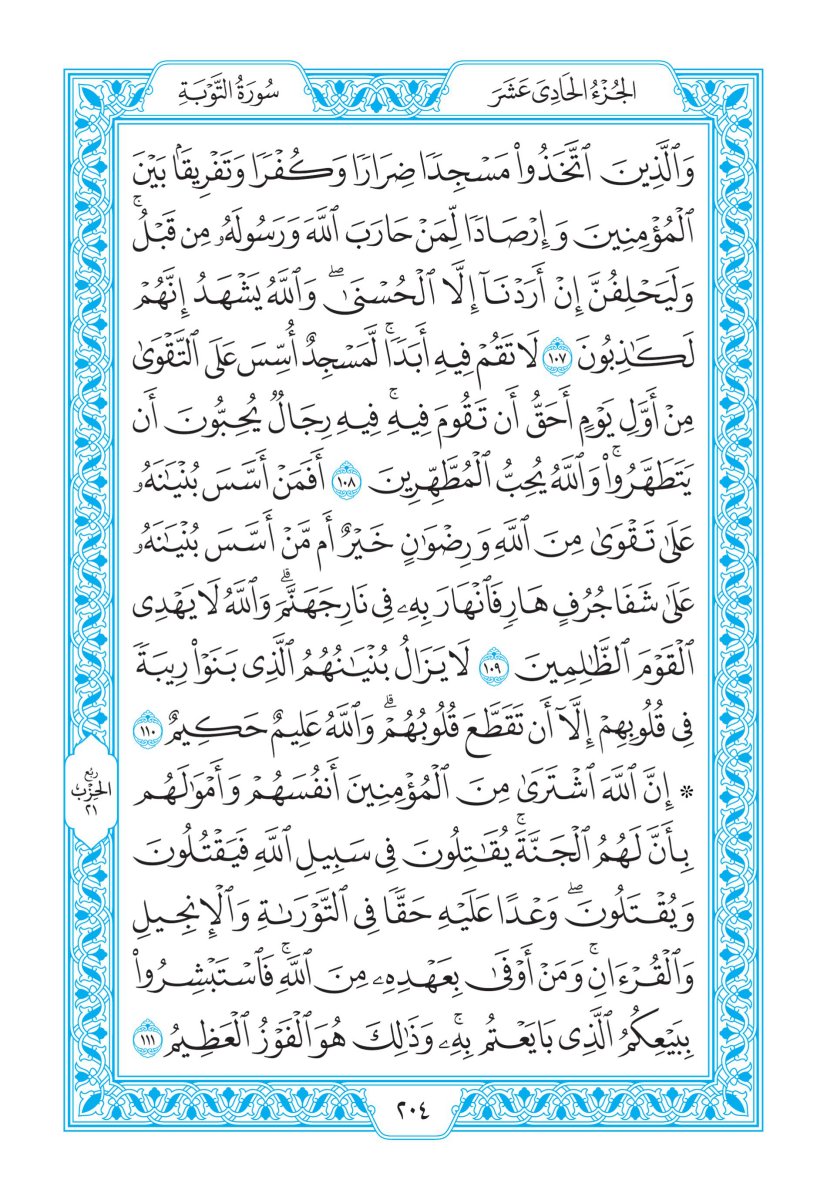 الجُزْءُ الحَادِىَ عَشَرَ
سُورَةُ التَّوْبَةِ
وَٱلَّذِينَ ٱتَّخَذُواْ مَسۡجِدٗا ضِرَارٗا وَكُفۡرٗا وَتَفۡرِيقَۢا بَيۡنَ
ٱلۡمُؤۡمِنِينَ وَإِرۡصَادٗا لِّمَنۡ حَارَبَ ٱللَّهَ وَرَسُولَهُۥ مِن قَبۡلُۚ
وَلَيَحۡلِفُنَّ إِنۡ أَرَدۡنَآ إِلَّا ٱلۡحُسۡنَىٰۖ وَٱللَّهُ يَشۡهَدُ إِنَّهُمۡ
لَكَٰذِبُونَ ١٠٧ لَا تَقُمۡ فِيهِ أَبَدٗاۚ لَّمَسۡجِدٌ أُسِّسَ عَلَى ٱلتَّقۡوَىٰ
مِنۡ أَوَّلِ يَوۡمٍ أَحَقُّ أَن تَقُومَ فِيهِۚ فِيهِ رِجَالٞ يُحِبُّونَ أَن
يَتَطَهَّرُواْۚ وَٱللَّهُ يُحِبُّ ٱلۡمُطَّهِّرِينَ ١٠٨ أَفَمَنۡ أَسَّسَ بُنۡيَٰنَهُۥ
عَلَىٰ تَقۡوَىٰ مِنَ ٱللَّهِ وَرِضۡوَٰنٍ خَيۡرٌ أَم مَّنۡ أَسَّسَ بُنۡيَٰنَهُۥ
عَلَىٰ شَفَا جُرُفٍ هَارٖ فَٱنۡهَارَ بِهِۦ فِي نَارِ جَهَنَّمَۗ وَٱللَّهُ لَا يَهۡدِي
ٱلۡقَوۡمَ ٱلظَّٰلِمِينَ ١٠٩ لَا يَزَالُ بُنۡيَٰنُهُمُ ٱلَّذِي بَنَوۡاْ رِيبَةٗ
فِي قُلُوبِهِمۡ إِلَّآ أَن تَقَطَّعَ قُلُوبُهُمۡۗ وَٱللَّهُ عَلِيمٌ حَكِيمٌ ١١٠
۞ إِنَّ ٱللَّهَ ٱشۡتَرَىٰ مِنَ ٱلۡمُؤۡمِنِينَ أَنفُسَهُمۡ وَأَمۡوَٰلَهُم
بِأَنَّ لَهُمُ ٱلۡجَنَّةَۚ يُقَٰتِلُونَ فِي سَبِيلِ ٱللَّهِ فَيَقۡتُلُونَ
وَيُقۡتَلُونَۖ وَعۡدًا عَلَيۡهِ حَقّٗا فِي ٱلتَّوۡرَىٰةِ وَٱلۡإِنجِيلِ
وَٱلۡقُرۡءَانِۚ وَمَنۡ أَوۡفَىٰ بِعَهۡدِهِۦ مِنَ ٱللَّهِۚ فَٱسۡتَبۡشِرُواْ
بِبَيۡعِكُمُ ٱلَّذِي بَايَعۡتُم بِهِۦۚ وَذَٰلِكَ هُوَ ٱلۡفَوۡزُ ٱلۡعَظِيمُ ١١١
رُبْعُ
الحِزْبِ
٢١
٢٠٤